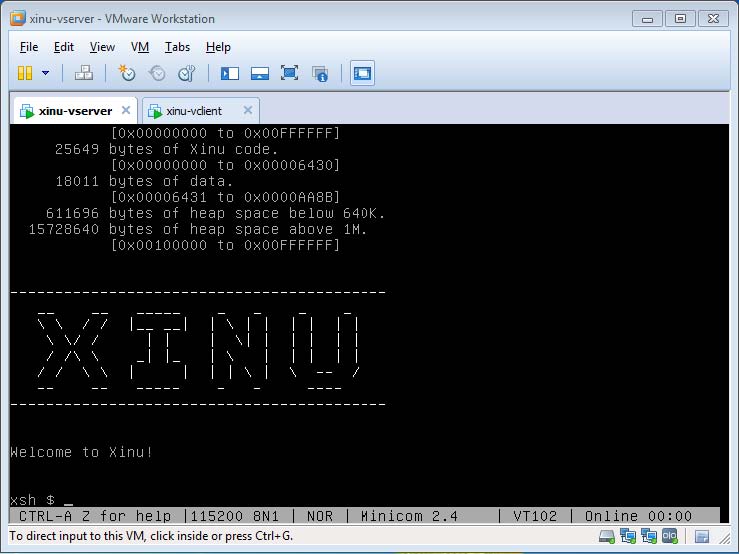 xinu-vserver - VMware Workstation
File Edit View VM Tabs Help
xinu-vserver xinu-vclient
[0x00000000 to 0x00FFFFFF]
25649 bytes of Xinu code.
[0x00000000 to 0x00006430]
18011 bytes of data.
[0x00006431 to 0x0000AA8B]
611696 bytes of heap space below 640K.
15728640 bytes of heap space above 1M.
[0x00100000 to 0x00FFFFFF]
------------------------------------------
XINU
------------------------------------------
Welcome to Xinu!
xsh $ _
CTRL-A Z for help |115200 8N1 | NOR | Minicom 2.4 | VT102 | Online 00:00
To direct input to this VM, click inside or press Ctrl+G.